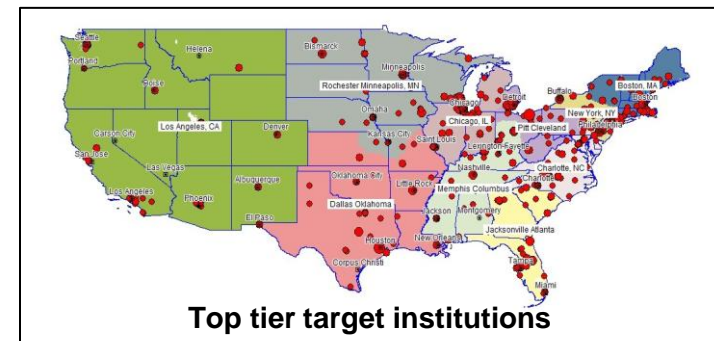 Seattle
Portland
Helena
Bismarck
Minneapolis
Rochester Minneapolis, MN
Boise
Buffalo
Boston, MA
Boston
Detroit
Chicago
Chicago, IL
New York, NY
Pitt Cleveland
Philadelphia
Omaha
Los Angeles, CA
Carson City
Denver
Kansas City
Saint Louis
Lexington-Fayette
San Jose
Las Vegas
Charlotte
Charlotte, NC
Nashville
Los Angeles
Phoenix
Albuquerque
Oklahoma City
Little Rock
Memphis Columbus
Dallas Oklahoma
El Paso
Jackson
Montgomery
Jacksonville Atlanta
Houston
New Orleans
Corpus Christi
Tampa
Miami
Top tier target institutions